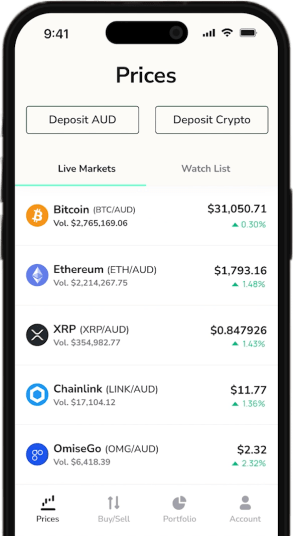 9:41
Prices
Deposit AUD
Deposit Crypto
Live Markets
Watch List
Bitcoin (BTC/AUD) $31,050.71
Vol. $2,765,169.06 ▲ 0.30%
Ethereum (ETH/AUD) $1,793.16
Vol. $2,214,267.75 ▲ 1.48%
XRP (XRP/AUD) $0.847926
Vol. $354,982.77 ▲ 1.43%
Chainlink (LINK/AUD) $11.77
Vol. $17,104.12 ▲ 1.36%
OmiseGo (OMG/AUD) $2.32
Vol. $6,418.39 ▲ 2.32%
Prices
Buy/Sell
Portfolio
Account